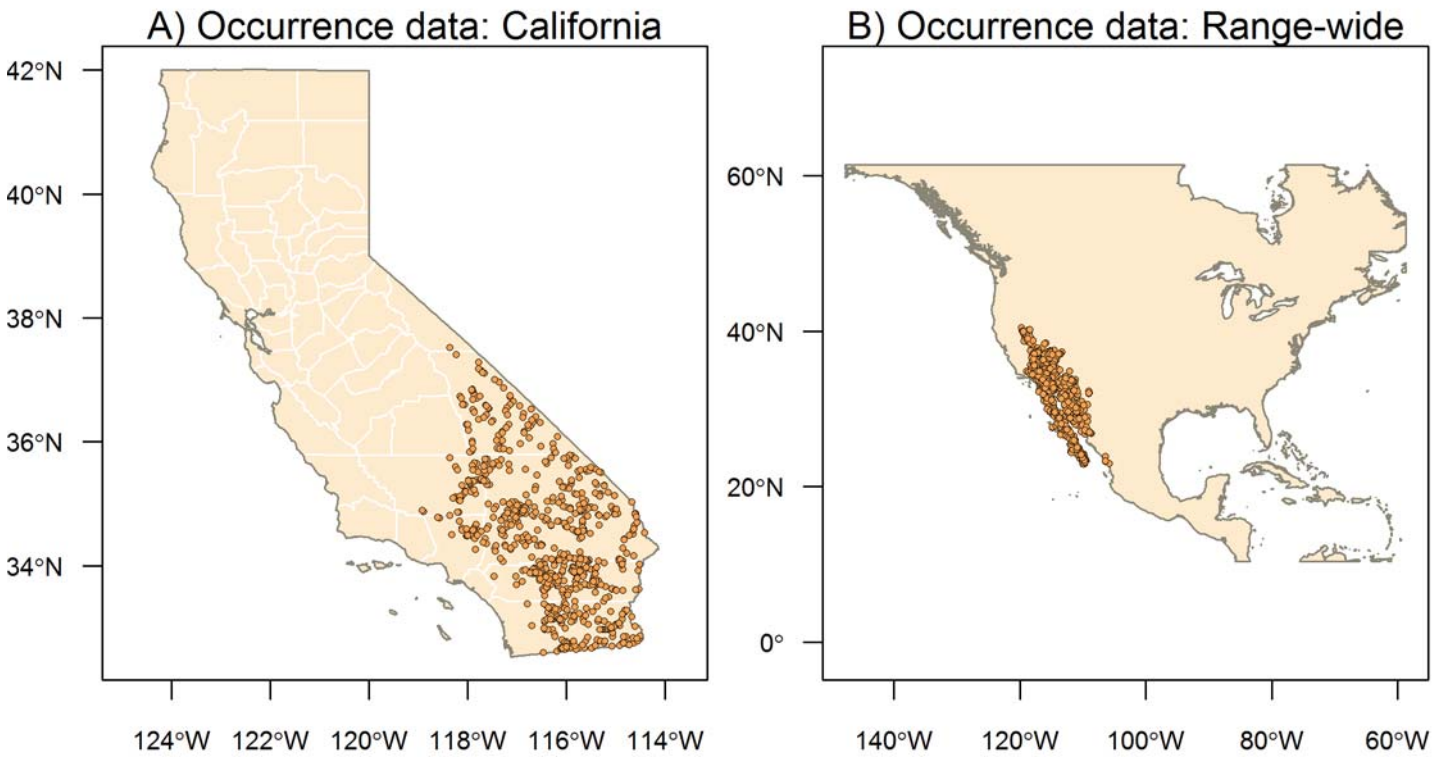 A) Occurrence data: California
42°N
40°N
38°N
36°N
34°N
124°W 122°W 120°W 118°W 116°W 114°W
B) Occurrence data: Range-wide
60°N
40°N
20°N
0°
140°W 120°W 100°W 80°W 60°W